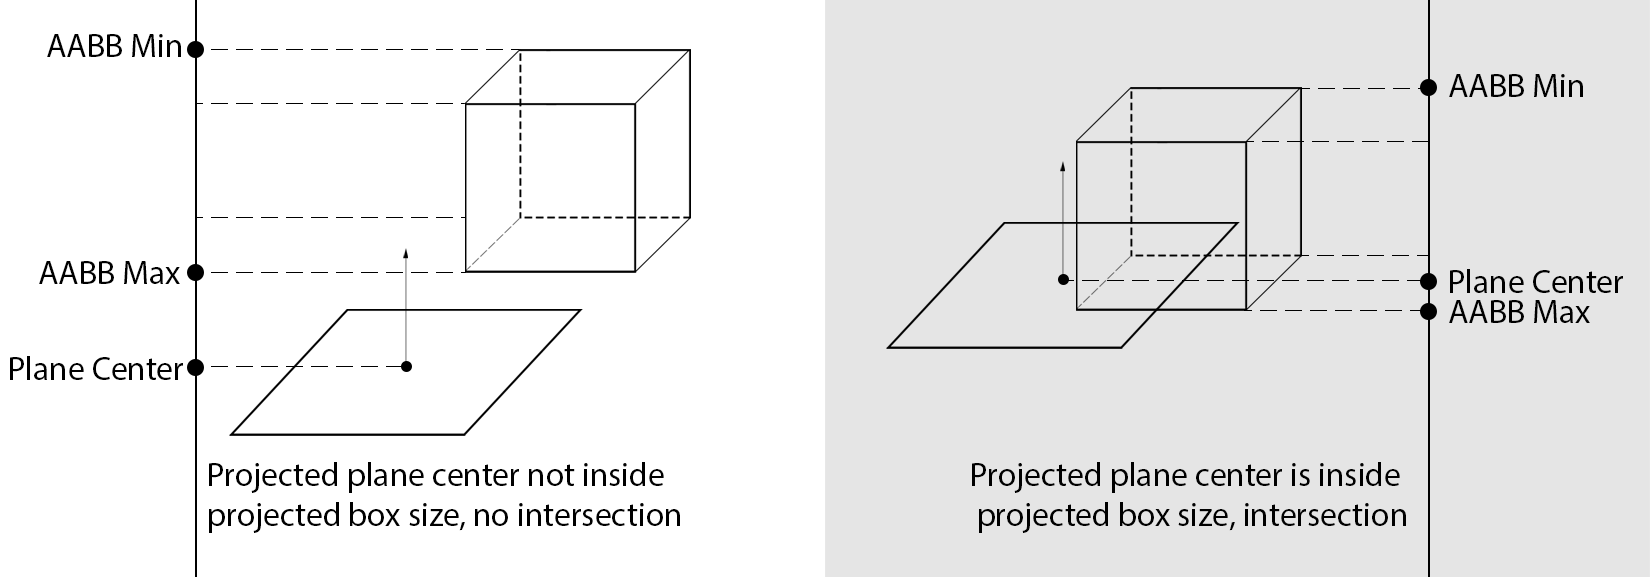 AABB Min
AABB Max
Plane Center
Projected plane center not inside
projected box size, no intersection
AABB Min
Plane Center
AABB Max
Projected plane center is inside
projected box size, intersection